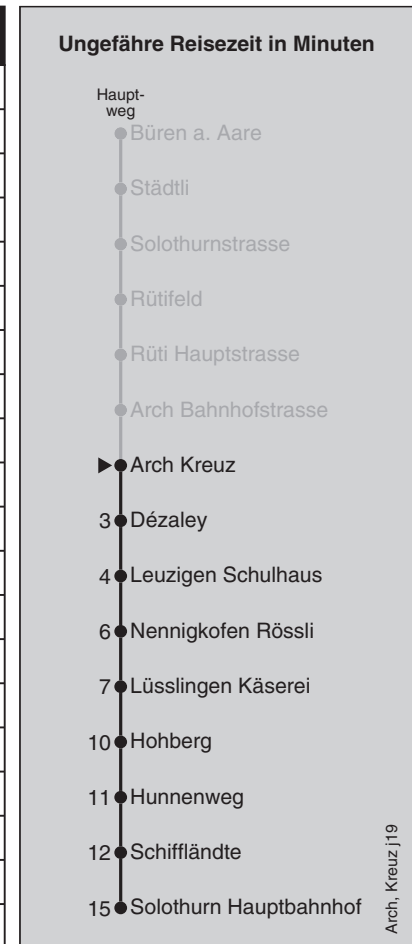 Ungefähre Reisezeit in Minuten
Haupt-
weg
Büren a. Aare
Städtli
Solothurnstrasse
Rütifeld
Rüti Hauptstrasse
Arch Bahnhofstrasse
Arch Kreuz
3 Dézaley
4 Leuzigen Schulhaus
6 Nennigkofen Rössli
7 Lüsslingen Käserei
10 Hohberg
11 Hunnenweg
12 Schiffländte
15 Solothurn Hauptbahnhof
Arch, Kreuz j19